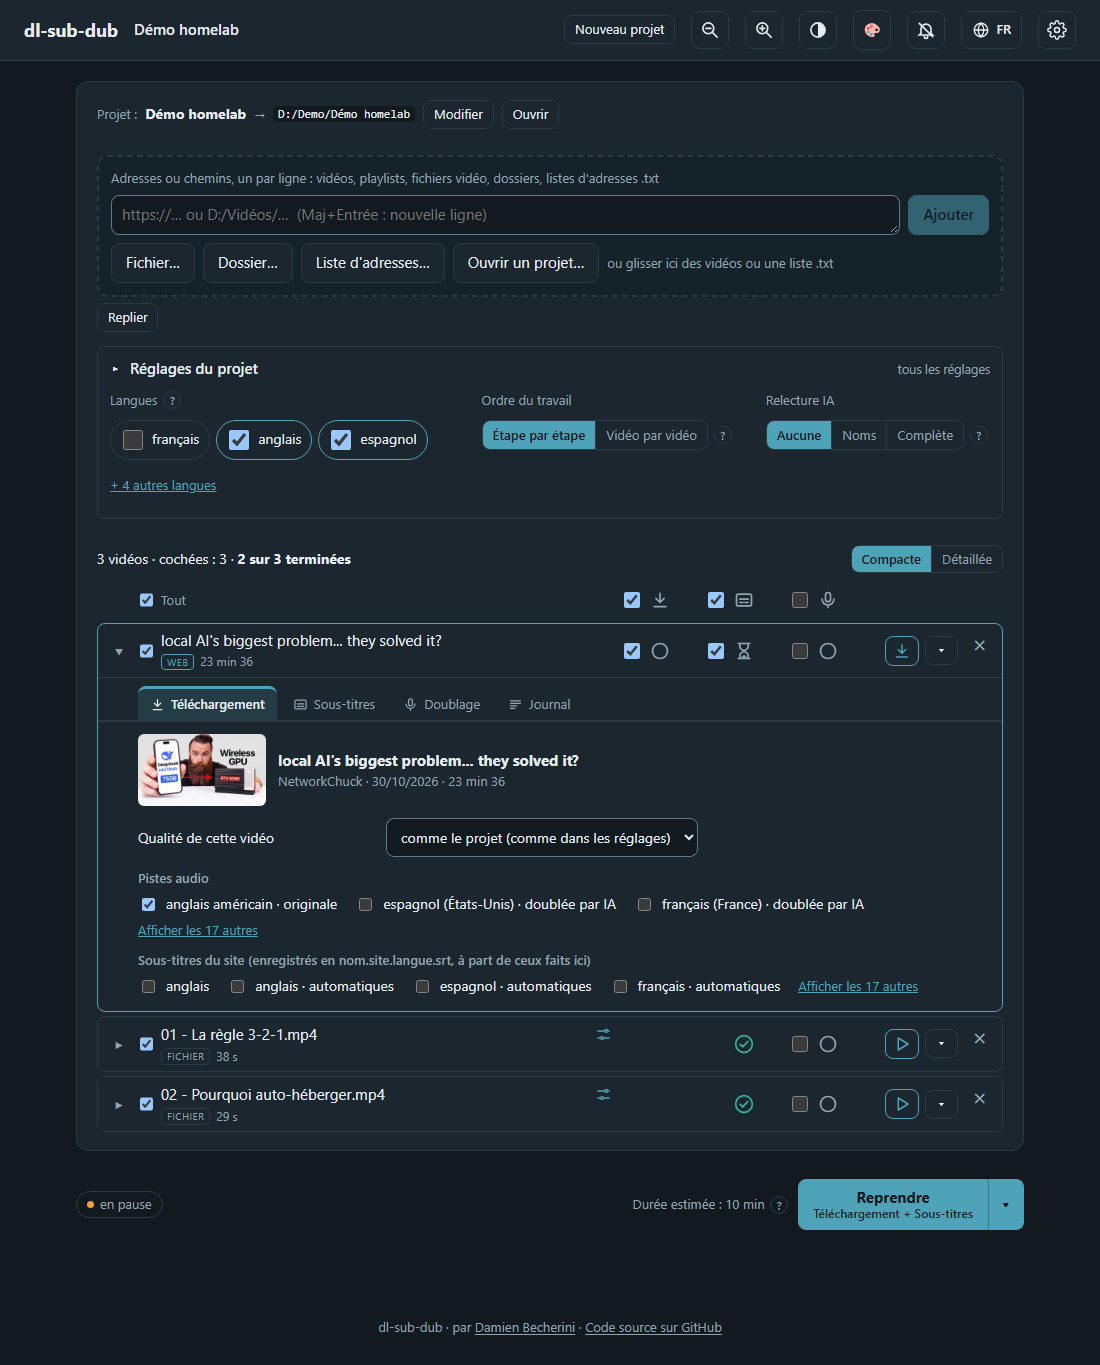 dl-sub-dub Démo homelab Nouveau projet FR
Projet : Démo homelab → D:/Demo/Démo homelab Modifier Ouvrir
Adresses ou chemins, un par ligne : vidéos, playlists, fichiers vidéo, dossiers, listes d'adresses .txt
https://... ou D:/Vidéos/... (Maj+Entrée : nouvelle ligne) Ajouter
Fichier... Dossier... Liste d'adresses... Ouvrir un projet... ou glisser ici des vidéos ou une liste .txt
Replier
Réglages du projet tous les réglages
Langues ? Ordre du travail Relecture IA
français anglais espagnol Étape par étape Vidéo par vidéo ? Aucune Noms Complète ?
+ 4 autres langues
3 vidéos · cochées : 3 · 2 sur 3 terminées Compacte Détaillée
Tout
local AI's biggest problem... they solved it?
WEB 23 min 36
Téléchargement Sous-titres Doublage Journal
Wireless GPU
local AI's biggest problem... they solved it?
NetworkChuck · 30/10/2026 · 23 min 36
Qualité de cette vidéo comme le projet (comme dans les réglages)
Pistes audio
anglais américain · originale espagnol (États-Unis) · doublée par IA français (France) · doublée par IA
Afficher les 17 autres
Sous-titres du site (enregistrés en nom.site.langue.srt, à part de ceux faits ici)
anglais anglais · automatiques espagnol · automatiques français · automatiques Afficher les 17 autres
01 - La règle 3-2-1.mp4
FICHIER 38 s
02 - Pourquoi auto-héberger.mp4
FICHIER 29 s
en pause Durée estimée : 10 min ? Reprendre
Téléchargement + Sous-titres
dl-sub-dub · par Damien Becherini · Code source sur GitHub